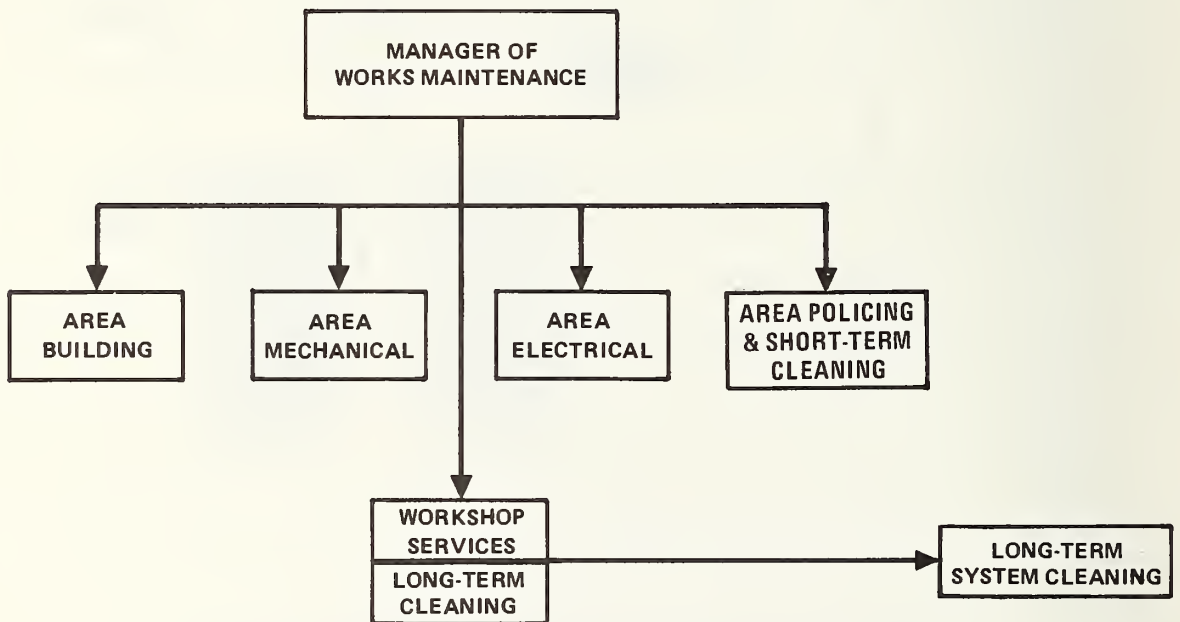 MANAGER OF
WORKS MAINTENANCE
AREA
BUILDING
AREA
MECHANICAL
AREA
ELECTRICAL
AREA POLICING
& SHORT-TERM
CLEANING
WORKSHOP
SERVICES
LONG-TERM
CLEANING
LONG-TERM
SYSTEM CLEANING